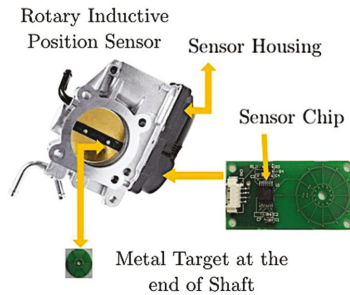 Rotary Inductive
Position Sensor
Sensor Housing
Sensor Chip
Metal Target at the
end of Shaft